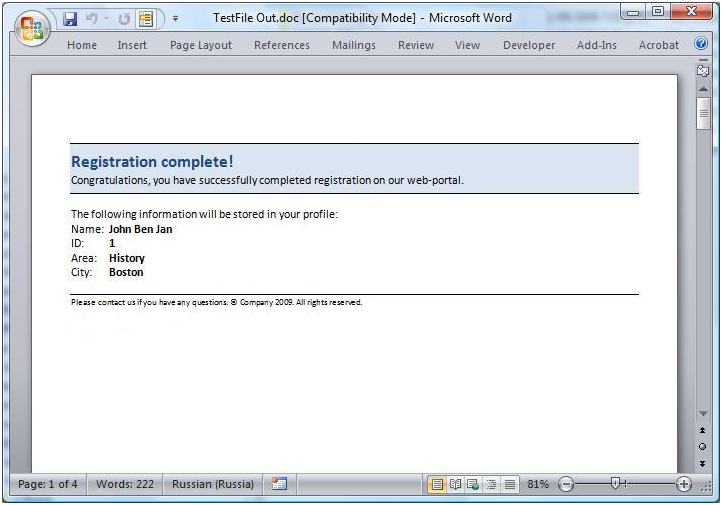 TestFile Out.doc [Compatibility Mode] - Microsoft Word
Home Insert Page Layout References Mailings Review View Developer Add-Ins Acrobat
Registration complete!
Congratulations, you have successfully completed registration on our web-portal.
The following information will be stored in your profile:
Name: John Ben Jan
ID: 1
Area: History
City: Boston
Please contact us if you have any questions. © Company 2009. All rights reserved.
Page: 1 of 4 Words: 222 Russian (Russia) 81%